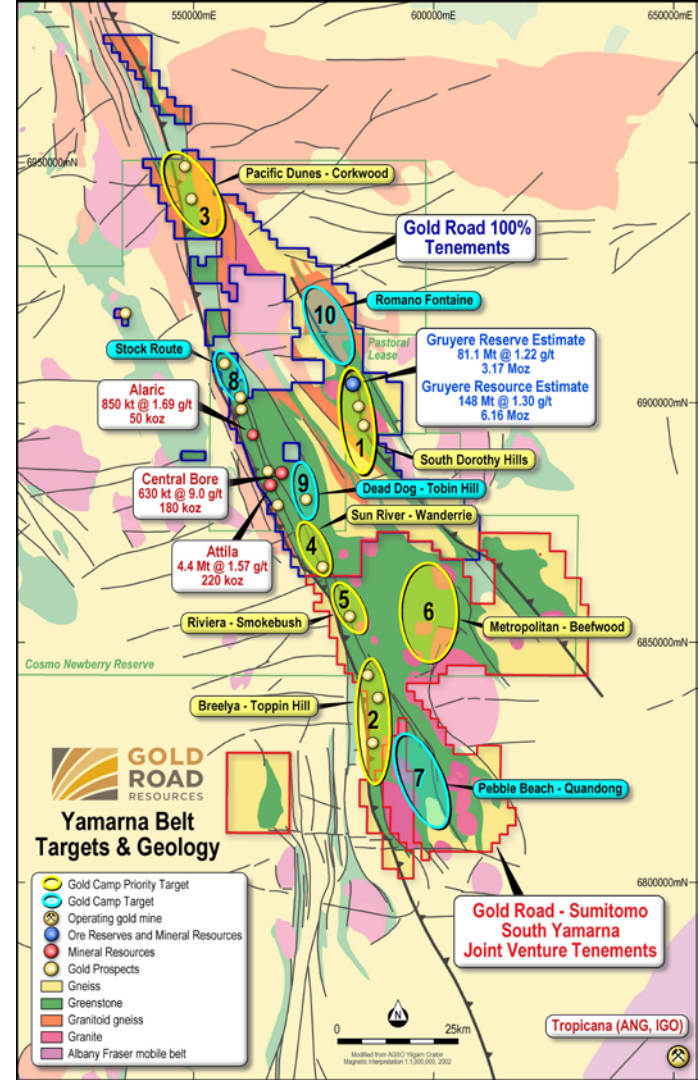 550000mE
600000mE
650000mE
6950000mN
Pacific Dunes - Corkwood
3
Gold Road 100%
Tenements
10
Romano Fontaine
Pastoral
Lease
Gruyere Reserve Estimate
81.1 Mt @ 1.22 g/t
3.17 Moz
Gruyere Resource Estimate
148 Mt @ 1.30 g/t
6.16 Moz
Stock Route
8
Alaric
850 kt @ 1.69 g/t
50 koz
6900000mN
1
South Dorothy Hills
Central Bore
630 kt @ 9.0 g/t
180 koz
9
Dead Dog - Tobin Hill
Sun River - Wanderrie
4
Attila
4.4 Mt @ 1.57 g/t
220 koz
5
6
Riviera - Smokebush
Metropolitan - Beefwood
6850000mN
Cosmo Newberry Reserve
Breelya - Toppin Hill
2
7
Pebble Beach - Quandong
GOLD
ROAD
RESOURCES
Yamarna Belt
Targets & Geology
6800000mN
Gold Camp Priority Target
Gold Camp Target
Operating gold mine
Ore Reserves and Mineral Resources
Mineral Resources
Gold Prospects
Gneiss
Greenstone
Granitoid gneiss
Granite
Albany Fraser mobile belt
Gold Road - Sumitomo
South Yamarna
Joint Venture Tenements
N
0
25km
Modified from AGSO Yilgarn Craton
Magnetic Interpretation 1:1,000,000, 2002
Tropicana (ANG, IGO)